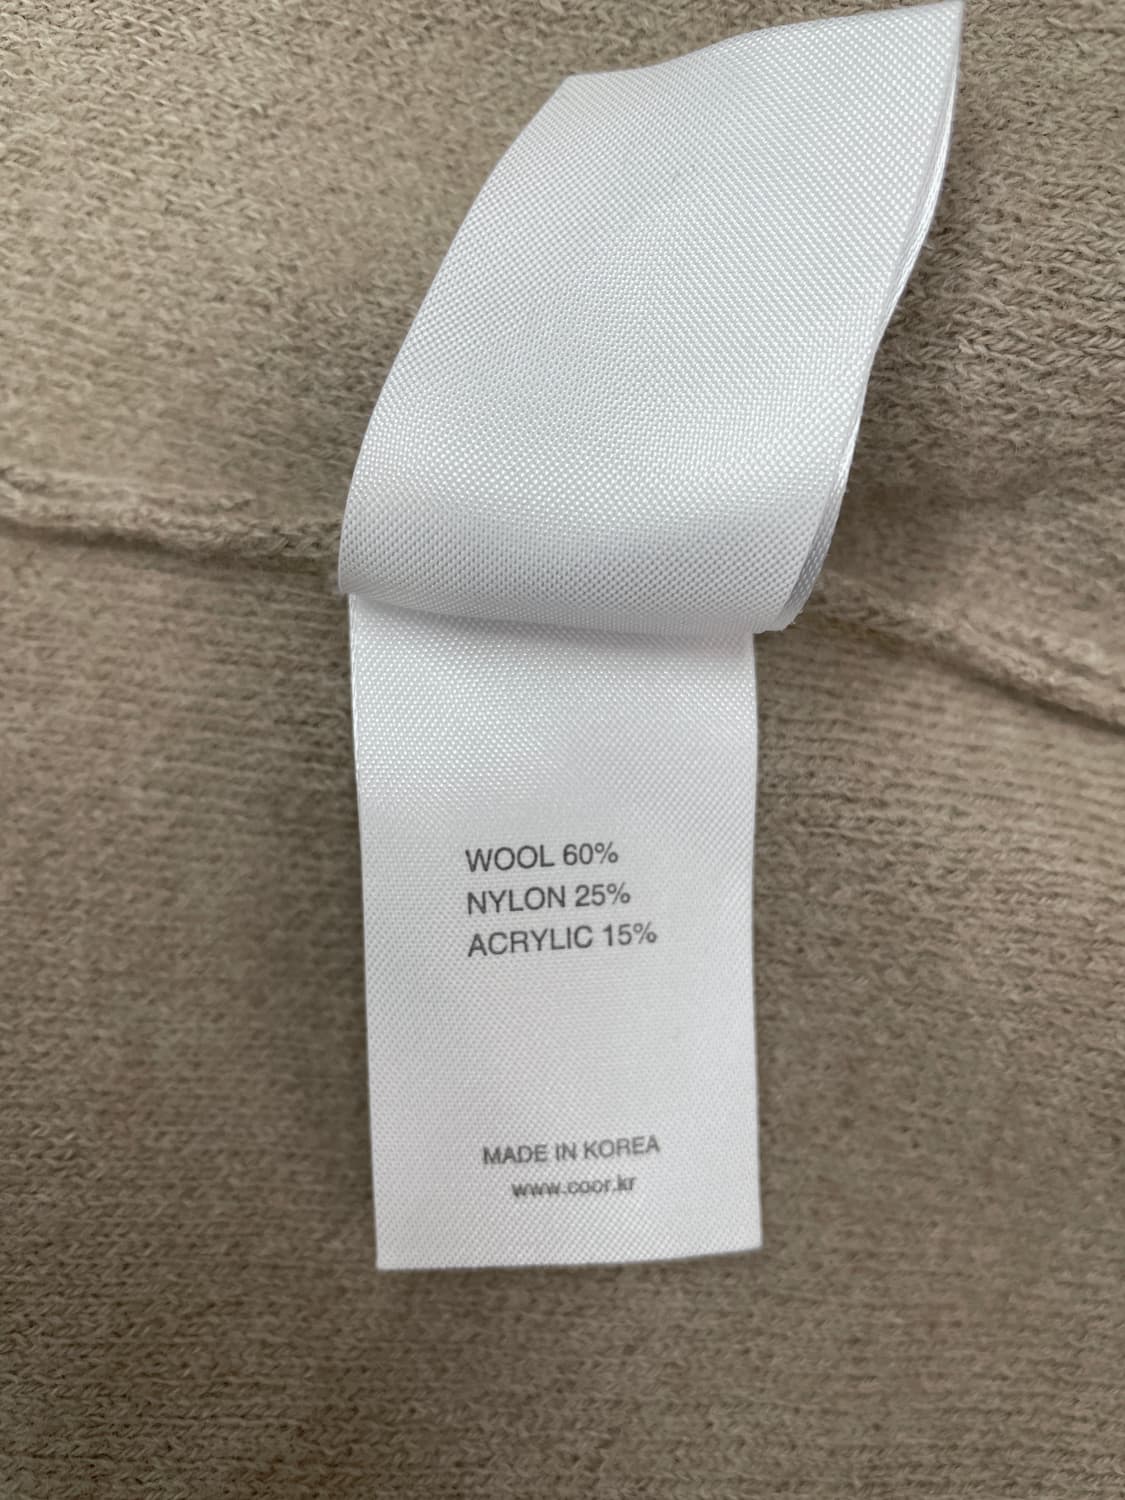 WOOL 60%
NYLON 25%
ACRYLIC 15%
MADE IN KOREA
www.coor.kr